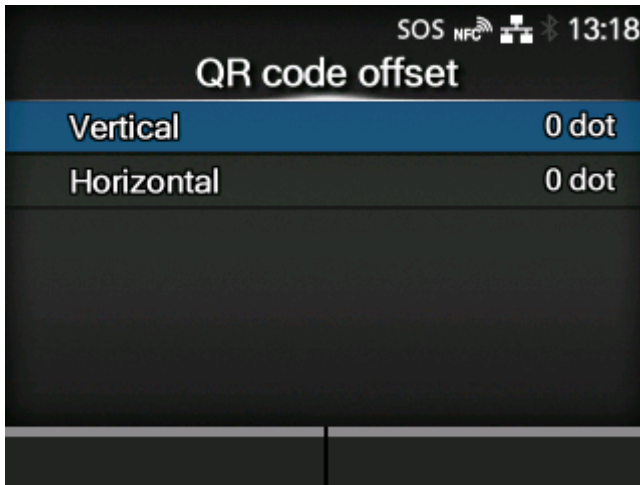 SOS NFC 13:18
QR code offset
Vertical 0 dot
Horizontal 0 dot